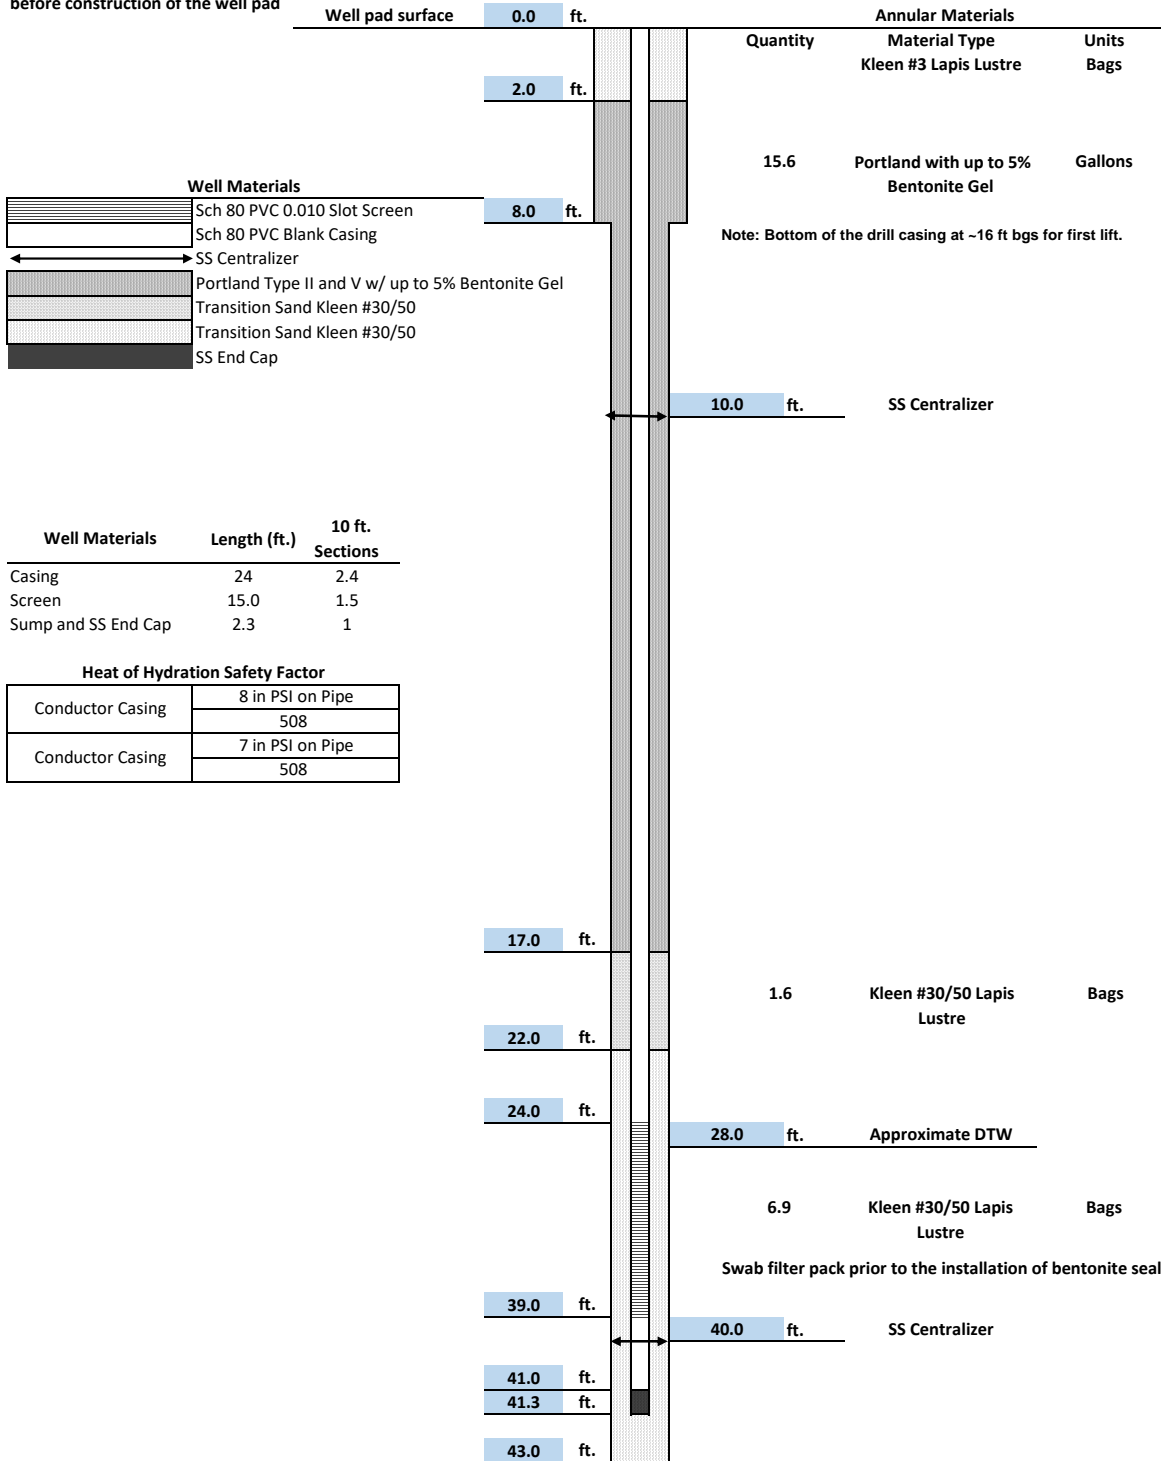 before construction of the well pad
Well pad surface 0.0 ft. Annular Materials
Quantity Material Type Units
Kleen #3 Lapis Lustre Bags
2.0 ft.
15.6 Portland with up to 5% Gallons
Bentonite Gel
Well Materials
Sch 80 PVC 0.010 Slot Screen 8.0 ft.
Sch 80 PVC Blank Casing Note: Bottom of the drill casing at ~16 ft bgs for first lift.
SS Centralizer
Portland Type II and V w/ up to 5% Bentonite Gel
Transition Sand Kleen #30/50
Transition Sand Kleen #30/50
SS End Cap
10.0 ft. SS Centralizer
Well Materials Length (ft.) 10 ft.
Sections
Casing 24 2.4
Screen 15.0 1.5
Sump and SS End Cap 2.3 1
Heat of Hydration Safety Factor
Conductor Casing 8 in PSI on Pipe
508
Conductor Casing 7 in PSI on Pipe
508
17.0 ft.
1.6 Kleen #30/50 Lapis Bags
Lustre
22.0 ft.
24.0 ft.
28.0 ft. Approximate DTW
6.9 Kleen #30/50 Lapis Bags
Lustre
Swab filter pack prior to the installation of bentonite seal
39.0 ft.
40.0 ft. SS Centralizer
41.0 ft.
41.3 ft.
43.0 ft.